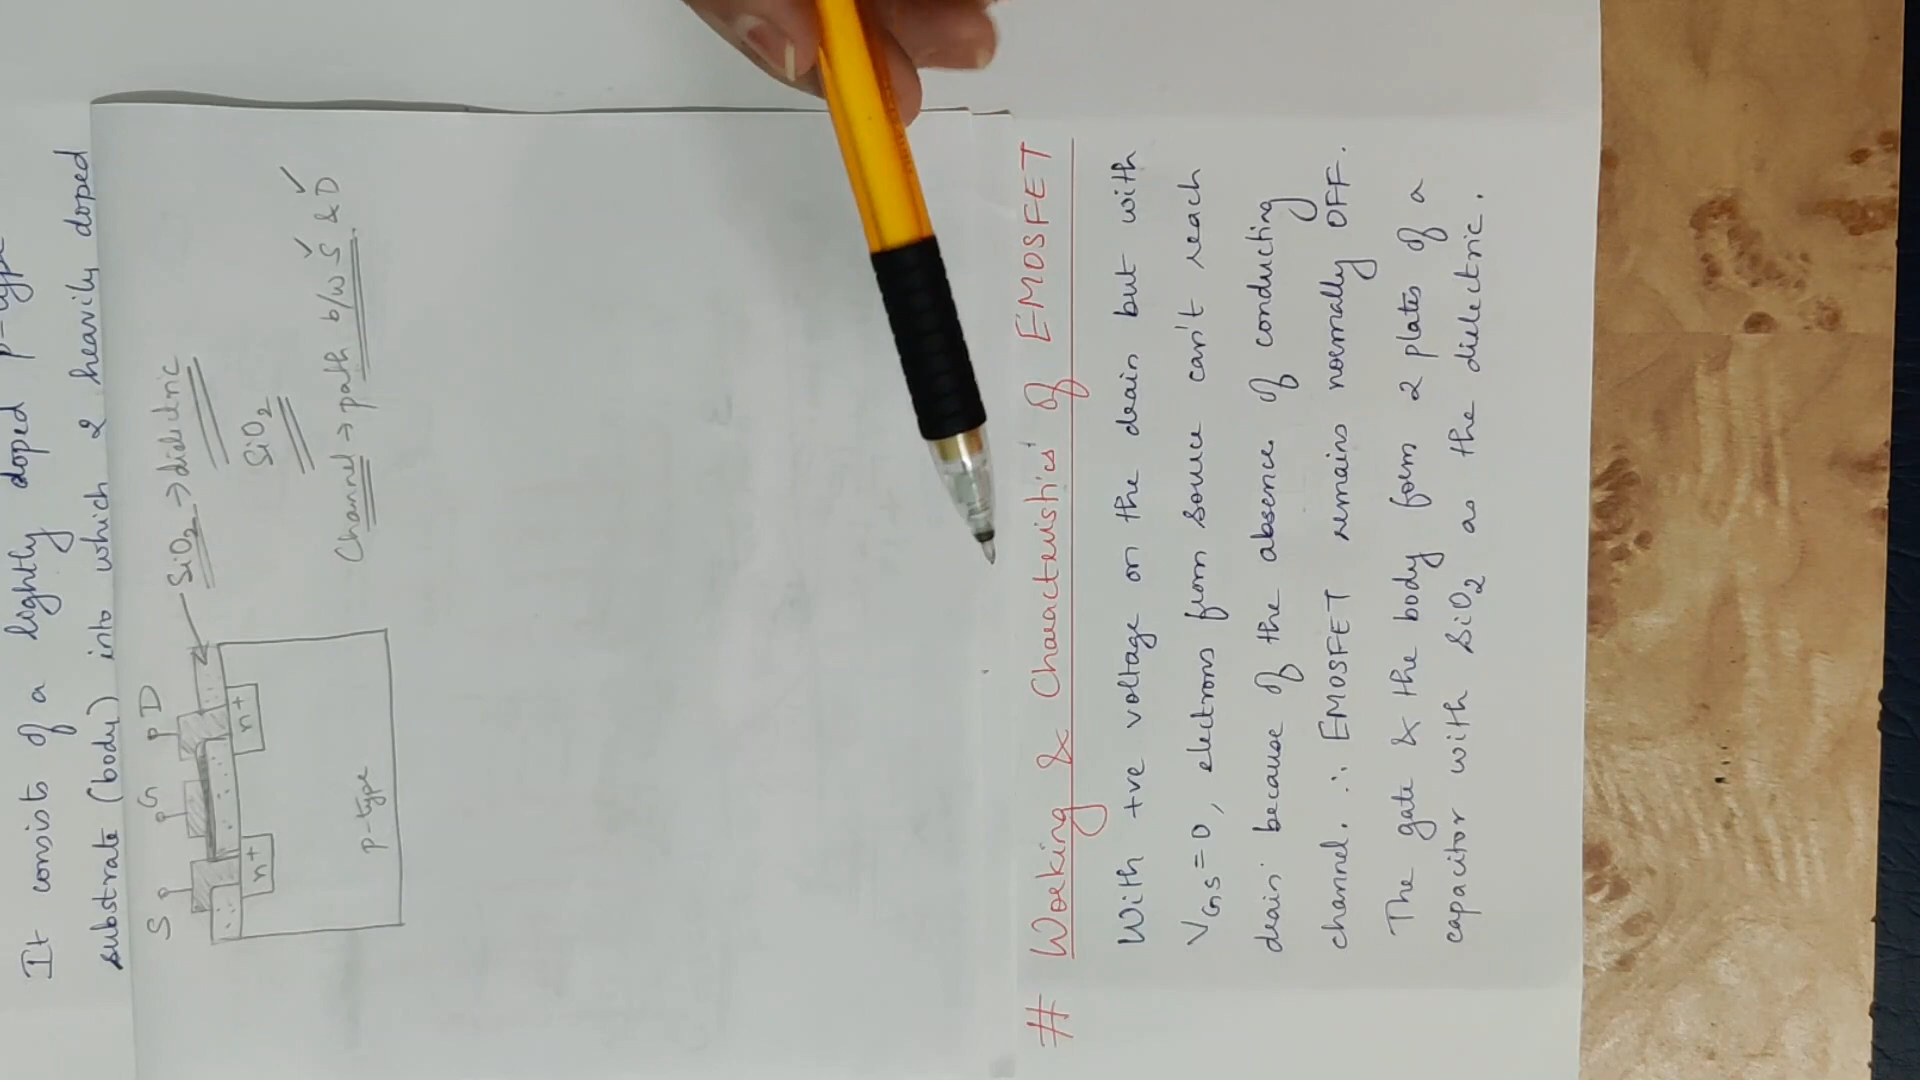 It consists of a lightly doped p-type
substrate (body) into which 2 heavily doped
S G D
SiO2 → dielectric
n+ n+
SiO2
p-type
Channel → path b/w S & D
# Working & Characteristics of EMOSFET
With +ve voltage on the drain but with
VGS = 0, electrons from source can't reach
drain because of the absence of conducting
channel. ∴ EMOSFET remains normally OFF.
The gate & the body form 2 plates of a
capacitor with SiO2 as the dielectric.